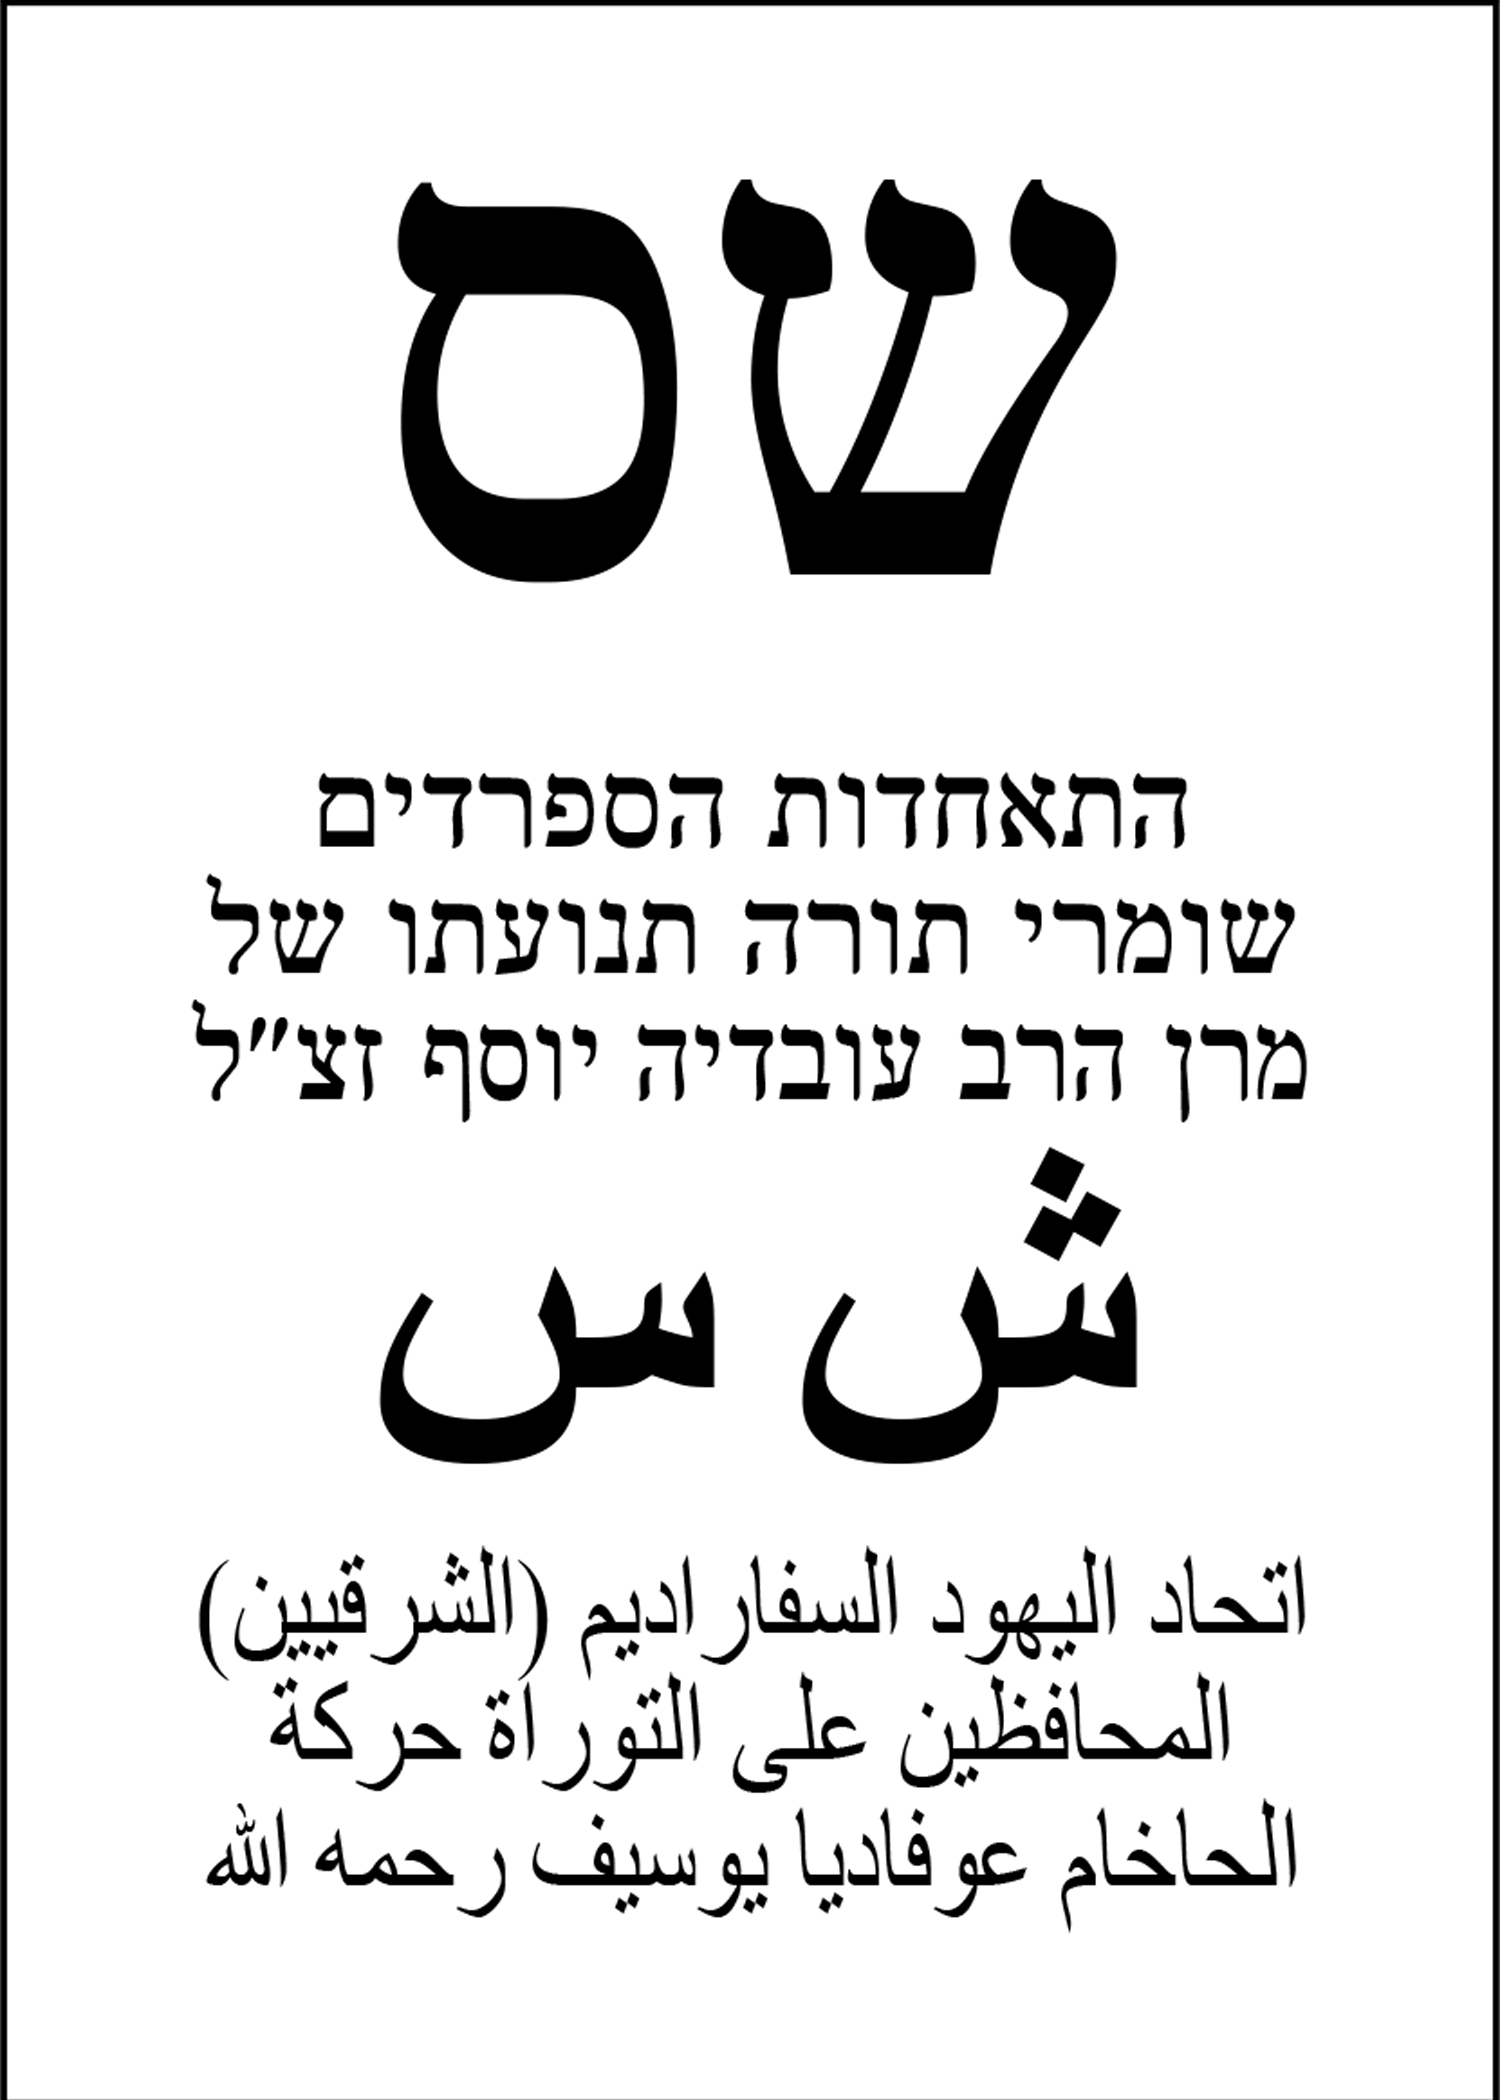 שס
התאחדות הספרדים
שומרי תורה תנועתו של
מרן הרב עובדיה יוסף זצ"ל
ش س
اتحاد اليهود السفاراديم (الشرقيين)
المحافظين على التوراة حركة
الحاخام عوفاديا يوسيف رحمه الله